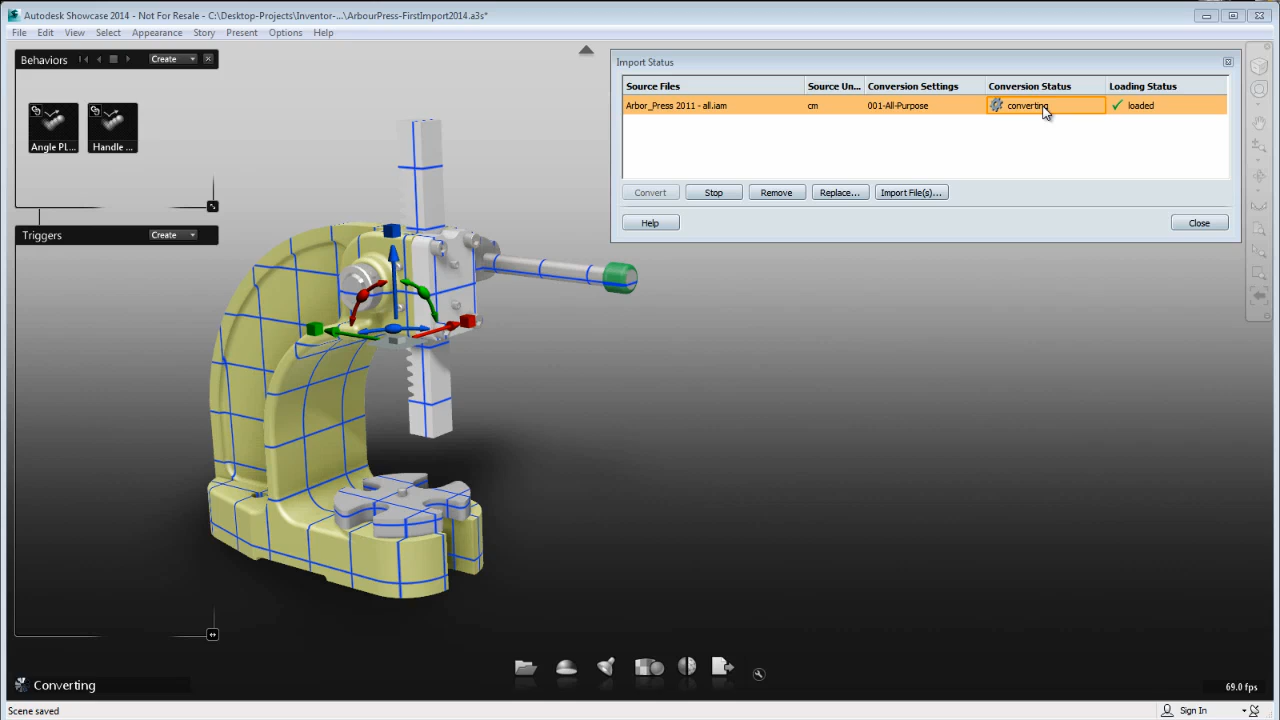 Autodesk Showcase 2014 - Not For Resale - C:\Desktop-Projects\Inventor-...\ArbourPress-FirstImport2014.a3s*
File Edit View Select Appearance Story Present Options Help
Behaviors Create
Angle PL... Handle ...
Triggers Create
Import Status
Source Files Source Un... Conversion Settings Conversion Status Loading Status
Arbor_Press 2011 - all.iam cm 001-All-Purpose converting loaded
Convert Stop Remove Replace... Import File(s)...
Help Close
Converting
69.0 fps
Scene saved
Sign In